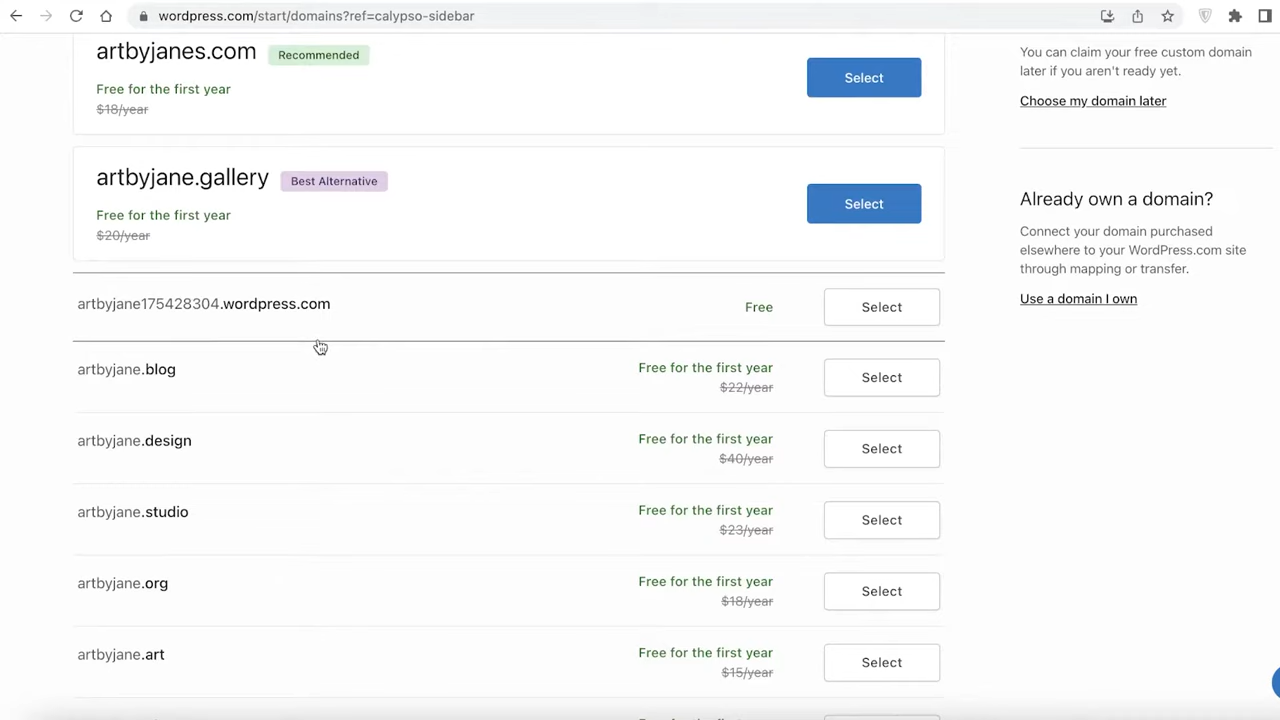 wordpress.com/start/domains?ref=calypso-sidebar
artbyjanes.com
Recommended
Free for the first year
$18/year
Select
artbyjane.gallery
Best Alternative
Free for the first year
$20/year
Select
artbyjane175428304.wordpress.com
Free
Select
artbyjane.blog
Free for the first year
$22/year
Select
artbyjane.design
Free for the first year
$40/year
Select
artbyjane.studio
Free for the first year
$23/year
Select
artbyjane.org
Free for the first year
$18/year
Select
artbyjane.art
Free for the first year
$15/year
Select
You can claim your free custom domain
later if you aren't ready yet.
Choose my domain later
Already own a domain?
Connect your domain purchased
elsewhere to your WordPress.com site
through mapping or transfer.
Use a domain I own